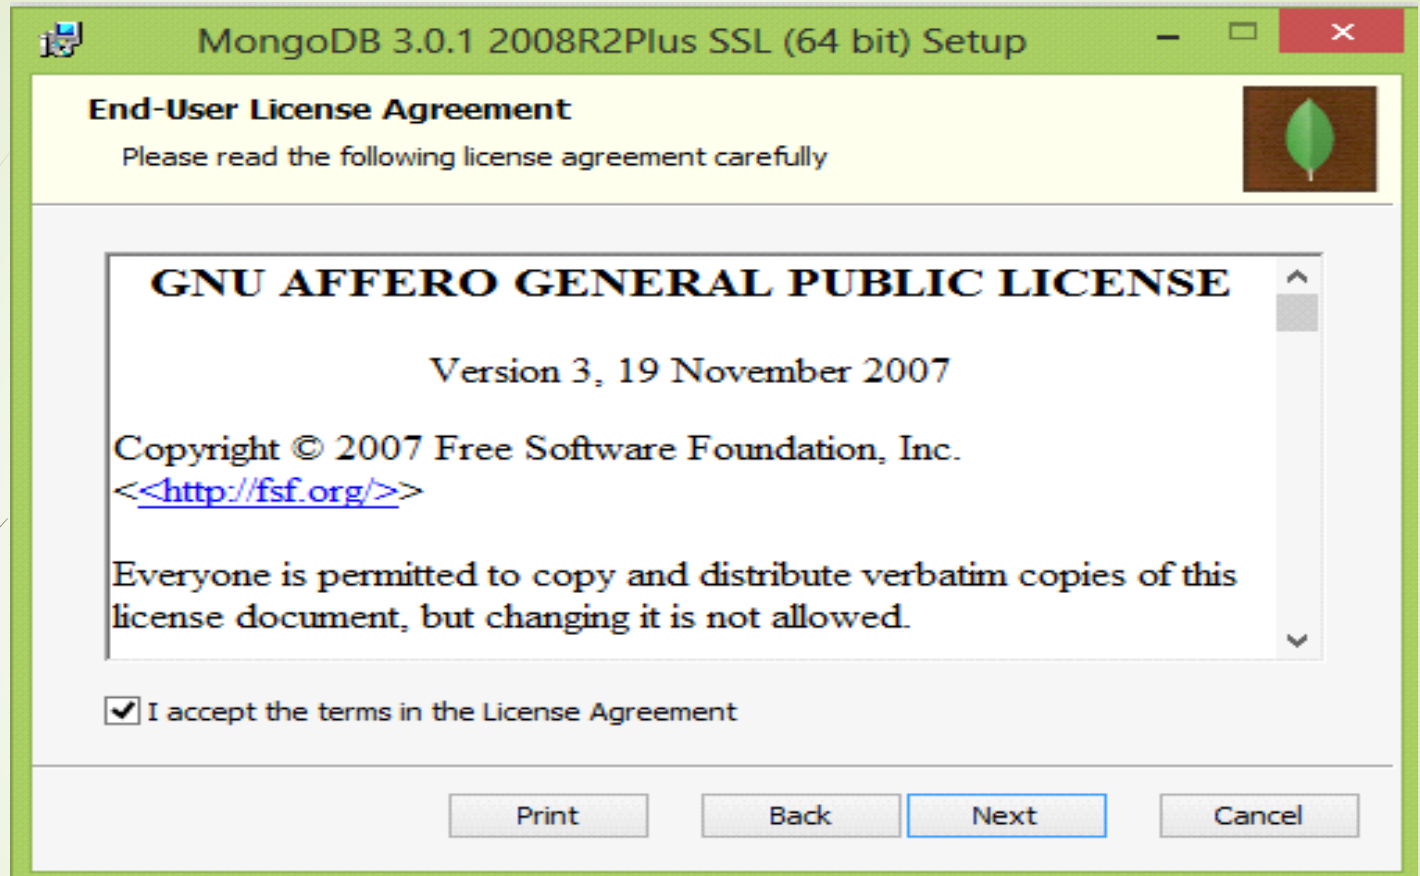 MongoDB 3.0.1 2008R2Plus SSL (64 bit) Setup
End-User License Agreement
Please read the following license agreement carefully
GNU AFFERO GENERAL PUBLIC LICENSE
Version 3, 19 November 2007
Copyright © 2007 Free Software Foundation, Inc.
<<http://fsf.org/>>
Everyone is permitted to copy and distribute verbatim copies of this
license document, but changing it is not allowed.
I accept the terms in the License Agreement
Print Back Next Cancel